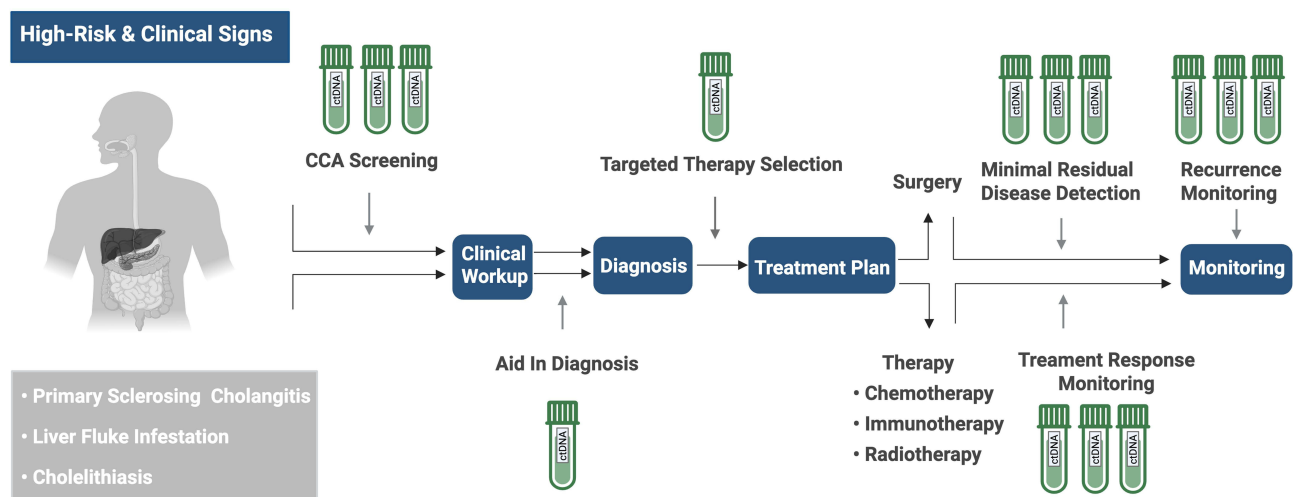 High-Risk & Clinical Signs
ctDNA
ctDNA
ctDNA
CCA Screening
ctDNA
Targeted Therapy Selection
ctDNA
ctDNA
ctDNA
Minimal Residual
Disease Detection
ctDNA
ctDNA
ctDNA
Recurrence
Monitoring
Surgery
Clinical
Workup
Diagnosis
Treatment Plan
Monitoring
Aid In Diagnosis
ctDNA
Therapy
• Chemotherapy
• Immunotherapy
• Radiotherapy
Treament Response
Monitoring
ctDNA
ctDNA
ctDNA
• Primary Sclerosing Cholangitis
• Liver Fluke Infestation
• Cholelithiasis